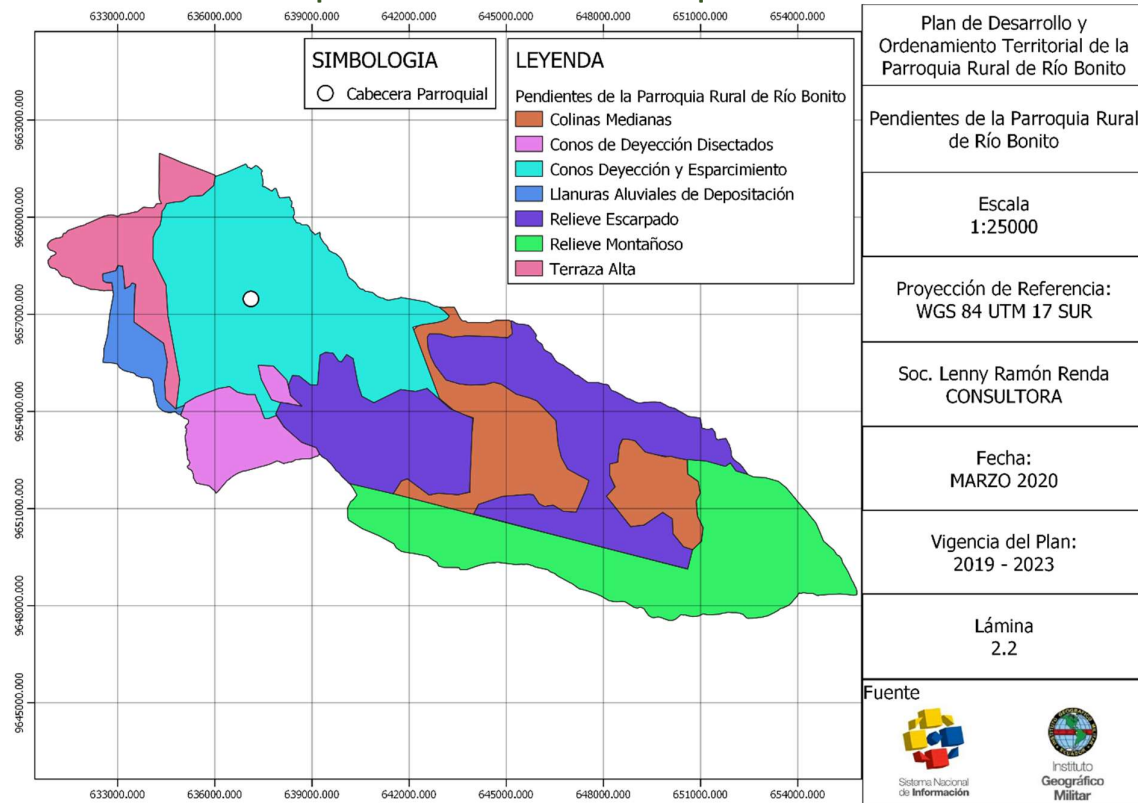 633000.000
636000.000
639000.000
642000.000
645000.000
648000.000
651000.000
654000.000
9663000.000
9660000.000
9657000.000
9654000.000
9651000.000
9648000.000
9645000.000
SIMBOLOGIA
Cabecera Parroquial
LEYENDA
Pendientes de la Parroquia Rural de Río Bonito
Colinas Medianas
Conos de Deyección Disectados
Conos Deyección y Esparcimiento
Llanuras Aluviales de Depositación
Relieve Escarpado
Relieve Montañoso
Terraza Alta
633000.000
636000.000
639000.000
642000.000
645000.000
648000.000
651000.000
654000.000
Plan de Desarrollo y
Ordenamiento Territorial de la
Parroquia Rural de Río Bonito
Pendientes de la Parroquia Rural
de Río Bonito
Escala
1:25000
Proyección de Referencia:
WGS 84 UTM 17 SUR
Soc. Lenny Ramón Renda
CONSULTORA
Fecha:
MARZO 2020
Vigencia del Plan:
2019 - 2023
Lámina
2.2
Fuente
Sistema Nacional
de Información
Instituto
Geográfico
Militar